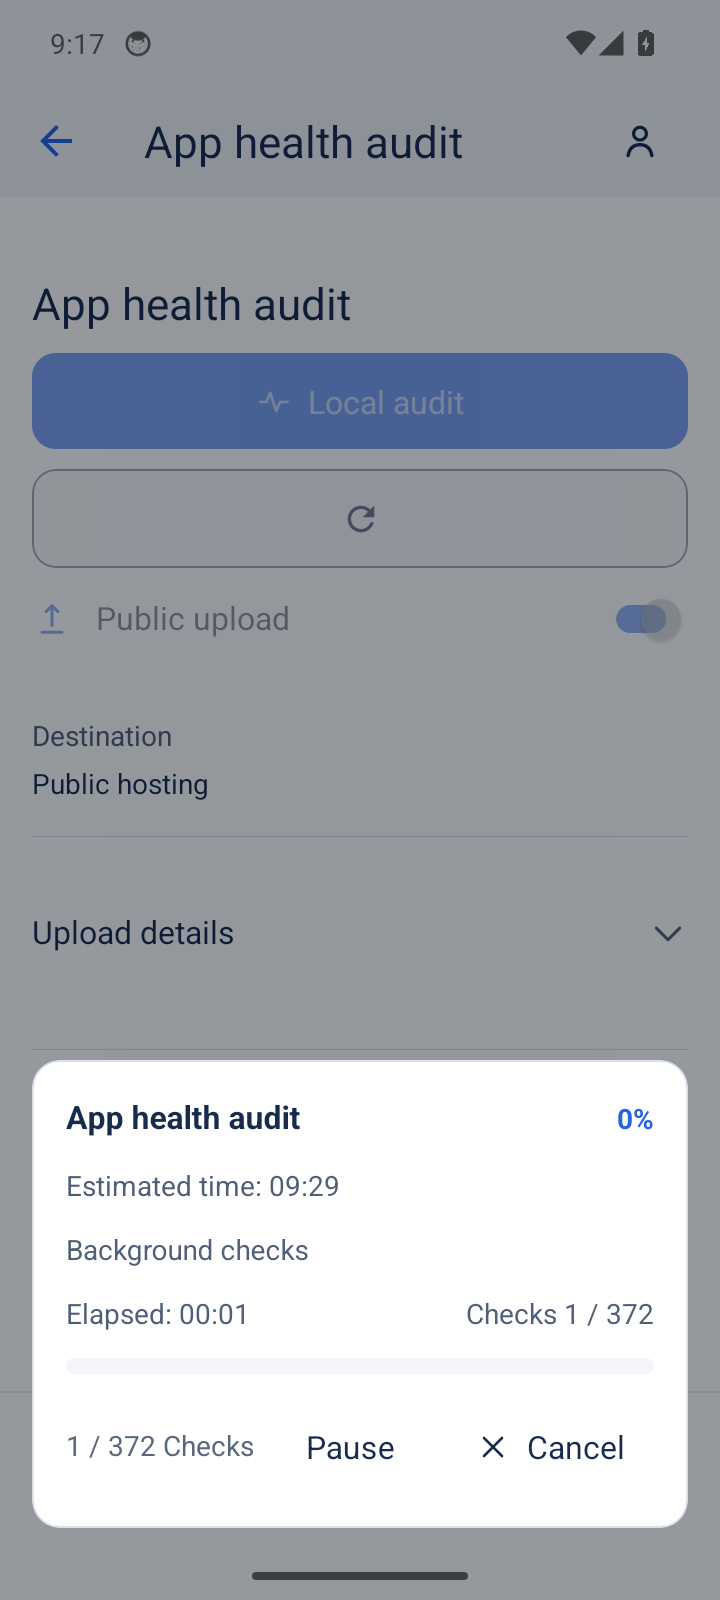 9:17
App health audit
App health audit
Local audit
Public upload
Destination
Public hosting
Upload details
App health audit 0%
Estimated time: 09:29
Background checks
Elapsed: 00:01 Checks 1 / 372
1 / 372 Checks Pause Cancel